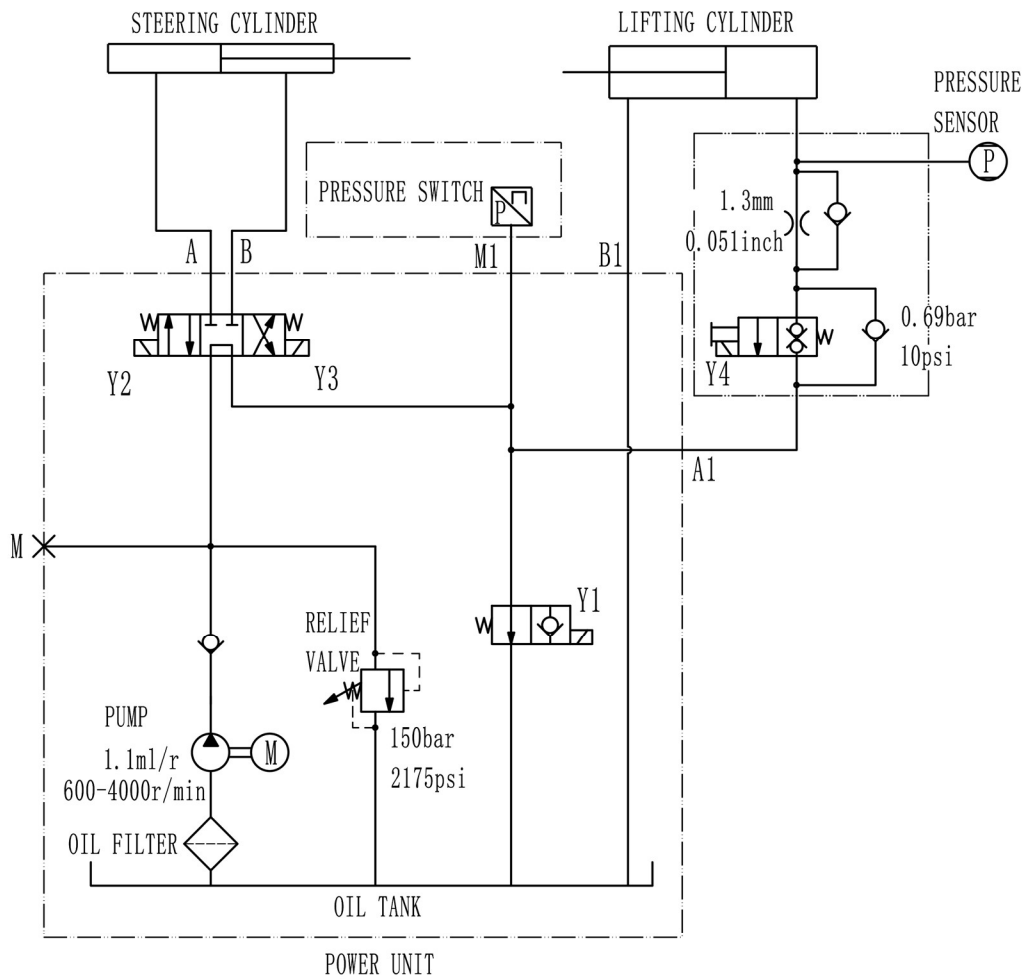 STEERING CYLINDER
LIFTING CYLINDER
PRESSURE
SENSOR
P
PRESSURE SWITCH
P
1.3mm
0.051inch
A
B
M1
B1
0.69bar
10psi
Y2
Y3
Y4
A1
M
Y1
RELIEF
VALVE
PUMP
1.1ml/r
600-4000r/min
M
150bar
2175psi
OIL FILTER
OIL TANK
POWER UNIT